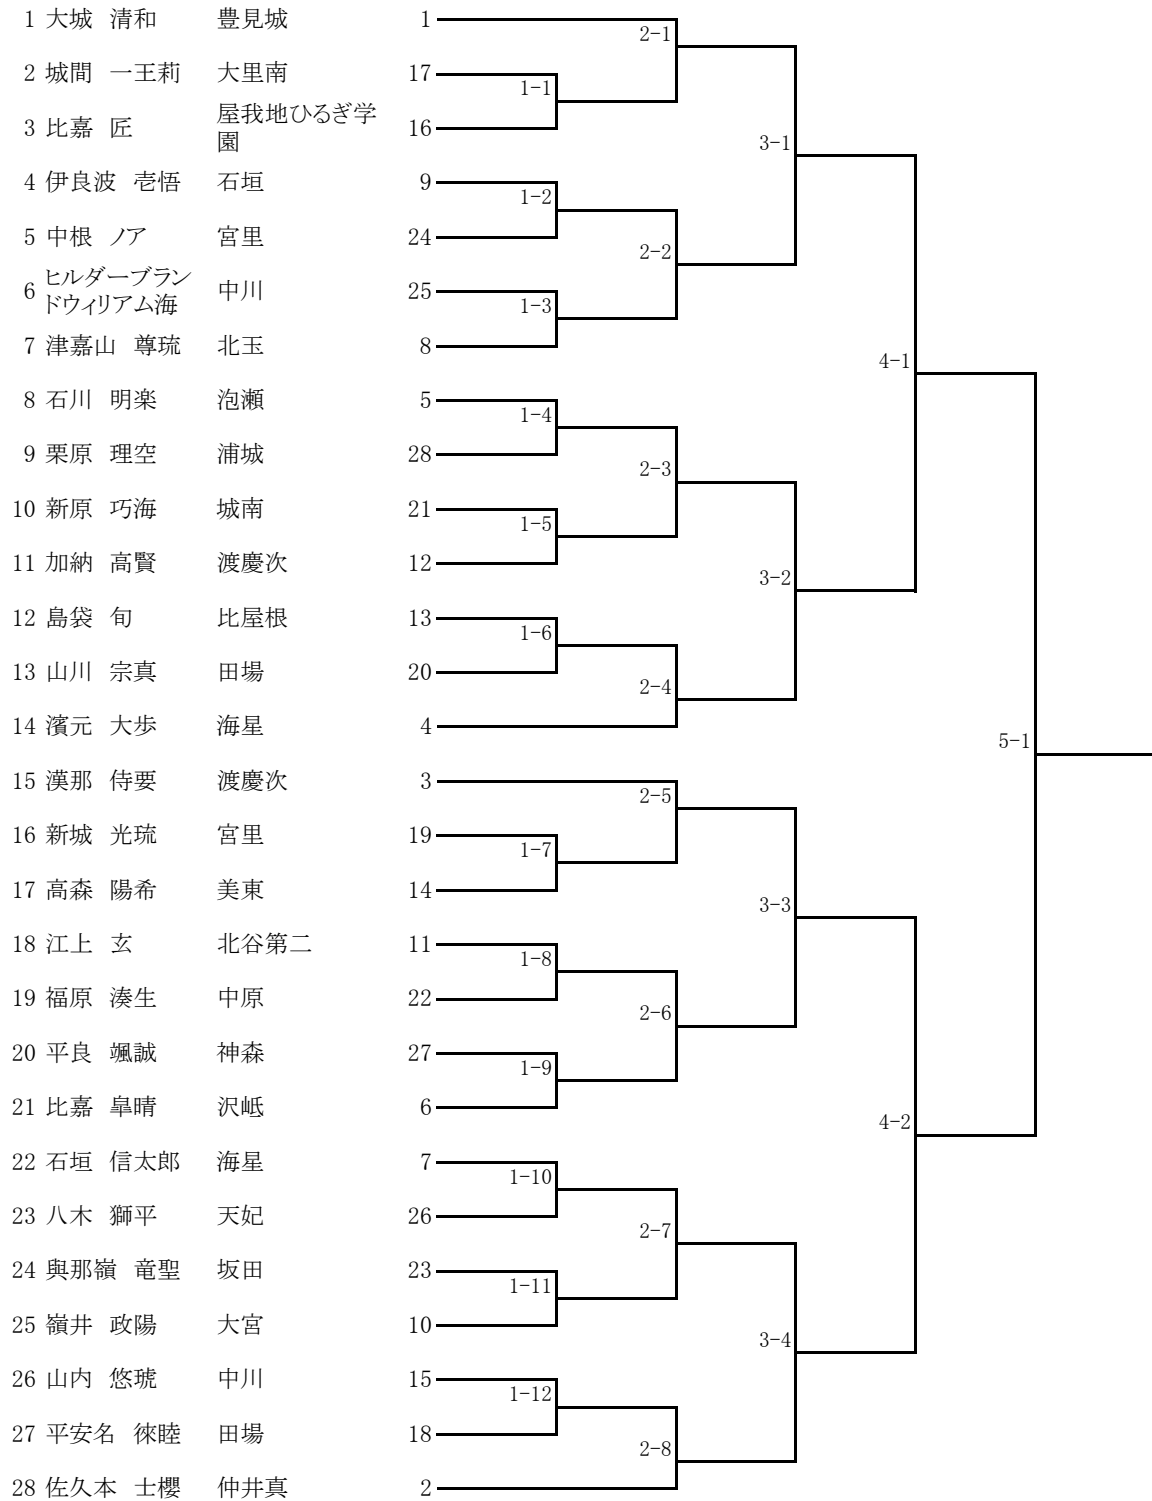 1 大城 清和 豊見城 1
2-1
2 城間 一王莉 大里南 17
1-1
3 比嘉 匠 屋我地ひるぎ学
園 16
3-1
4 伊良波 壱悟 石垣 9
1-2
5 中根 ノア 宮里 24
2-2
6 ヒルダーブラン
ドウィリアム海 中川 25
1-3
7 津嘉山 尊琉 北玉 8
4-1
8 石川 明楽 泡瀬 5
1-4
9 栗原 理空 浦城 28
2-3
10 新原 巧海 城南 21
1-5
11 加納 高賢 渡慶次 12
3-2
12 島袋 旬 比屋根 13
1-6
13 山川 宗真 田場 20
2-4
14 濱元 大歩 海星 4
5-1
15 漢那 侍要 渡慶次 3
2-5
16 新城 光琉 宮里 19
1-7
17 高森 陽希 美東 14
3-3
18 江上 玄 北谷第二 11
1-8
19 福原 湊生 中原 22
2-6
20 平良 颯誠 神森 27
1-9
21 比嘉 皐晴 沢岻 6
4-2
22 石垣 信太郎 海星 7
1-10
23 八木 獅平 天妃 26
2-7
24 與那嶺 竜聖 坂田 23
1-11
25 嶺井 政陽 大宮 10
3-4
26 山内 悠琥 中川 15
1-12
27 平安名 徠睦 田場 18
2-8
28 佐久本 士櫻 仲井真 2